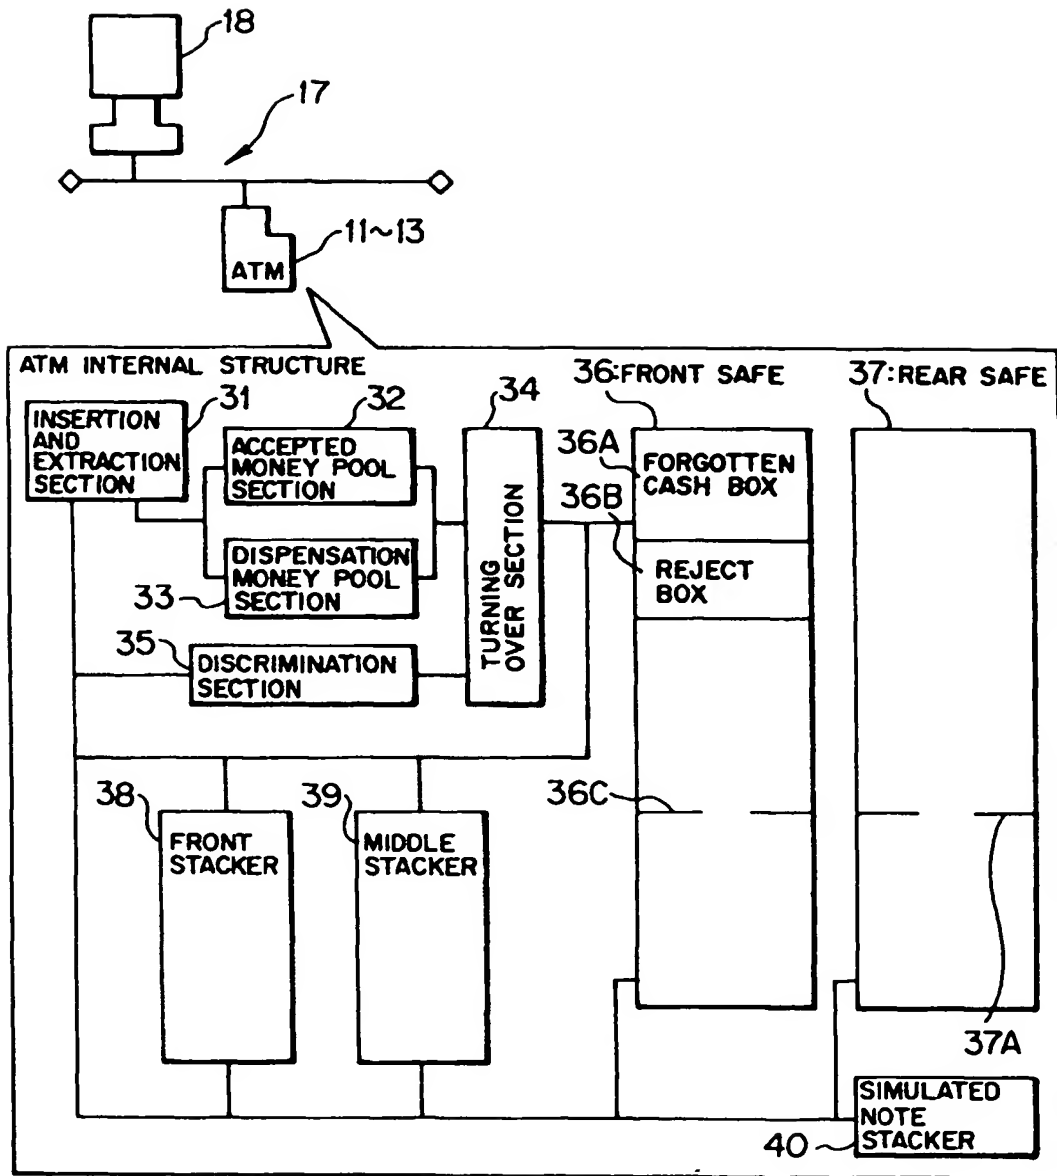 18
17
11~13
ATM
ATM INTERNAL STRUCTURE
36:FRONT SAFE
37:REAR SAFE
31
32
34
INSERTION
AND
EXTRACTION
SECTION
ACCEPTED
MONEY POOL
SECTION
36A
FORGOTTEN
CASH BOX
36B
REJECT
BOX
TURNING
OVER SECTION
DISPENSATION
MONEY POOL
SECTION
33
35
DISCRIMINATION
SECTION
38
FRONT
STACKER
39
MIDDLE
STACKER
36C
37A
SIMULATED
NOTE
STACKER
40